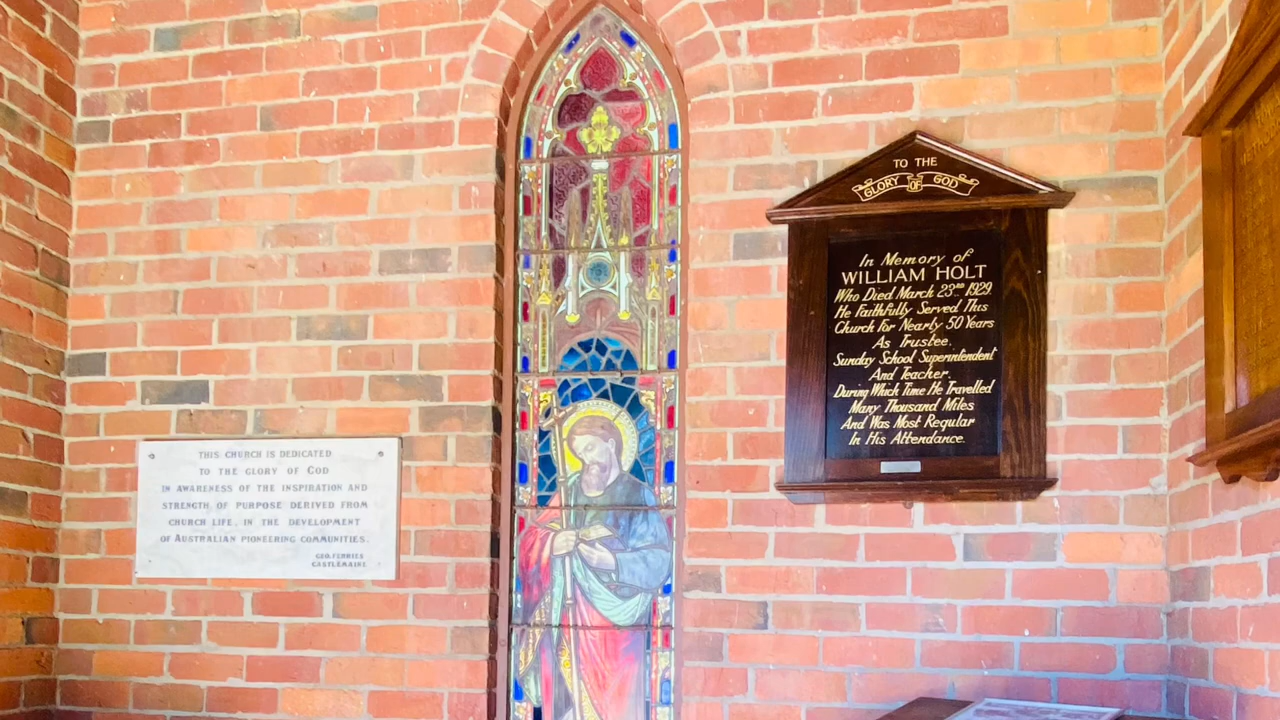 THIS CHURCH IS DEDICATED
TO THE GLORY OF GOD
IN AWARENESS OF THE INSPIRATION AND
STRENGTH OF PURPOSE DERIVED FROM
CHURCH LIFE, IN THE DEVELOPMENT
OF AUSTRALIAN PIONEERING COMMUNITIES.
GEO. FERRIES
CASTLEMAINE
TO THE
GLORY OF GOD
In Memory of
WILLIAM HOLT
Who Died March 23RD 1929.
He Faithfully Served This
Church For Nearly 50 Years
As Trustee.
Sunday School Superintendent
And Teacher.
During Which Time He Travelled
Many Thousand Miles
And Was Most Regular
In His Attendance.